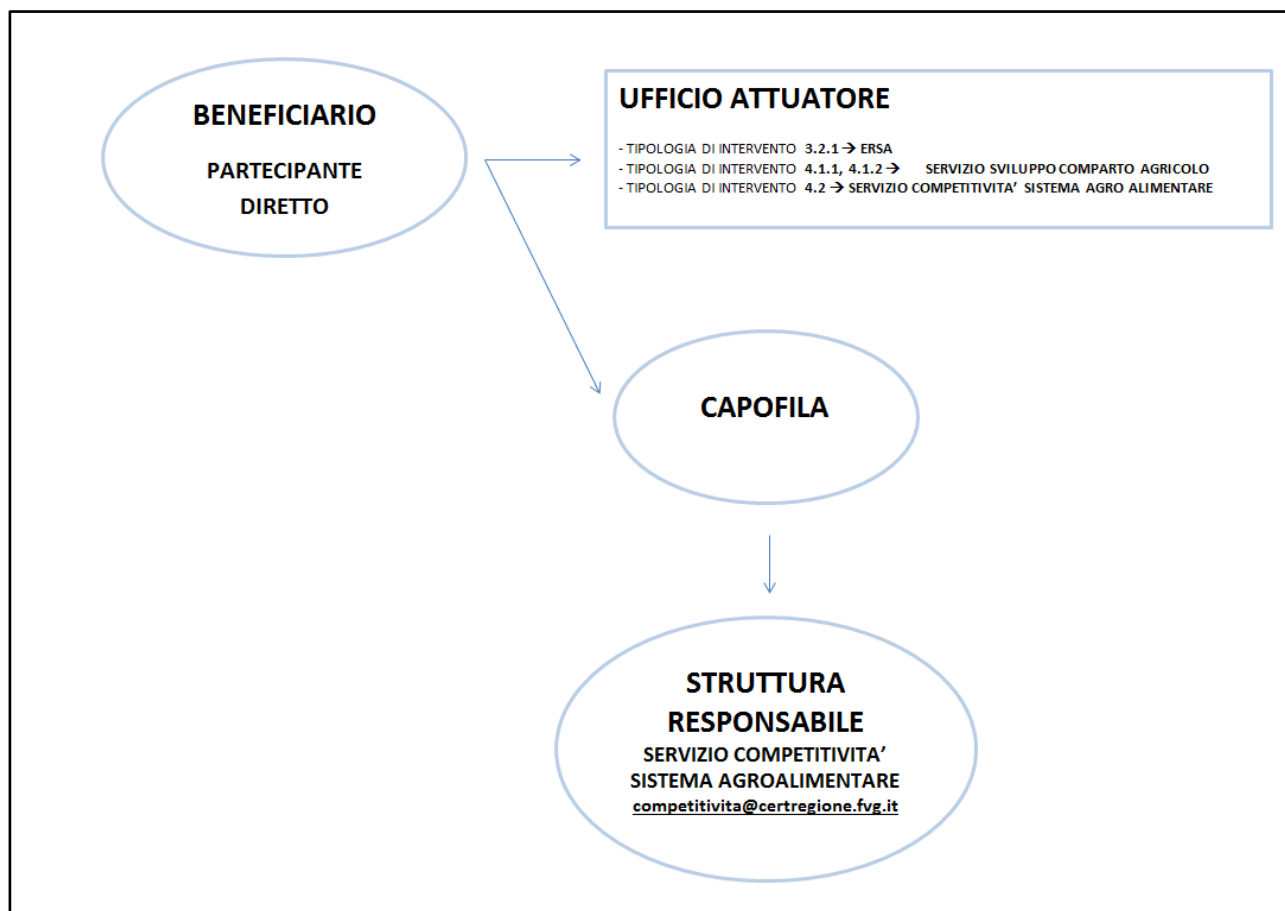 BENEFICIARIO
PARTECIPANTE
DIRETTO
UFFICIO ATTUATORE
- TIPOLOGIA DI INTERVENTO 3.2.1 → ERSA
- TIPOLOGIA DI INTERVENTO 4.1.1, 4.1.2 → SERVIZIO SVILUPPO COMPARTO AGRICOLO
- TIPOLOGIA DI INTERVENTO 4.2 → SERVIZIO COMPETITIVITA’ SISTEMA AGRO ALIMENTARE
CAPOFILA
STRUTTURA
RESPONSABILE
SERVIZIO COMPETITIVITA’
SISTEMA AGROALIMENTARE
competitivita@certregione.fvg.it